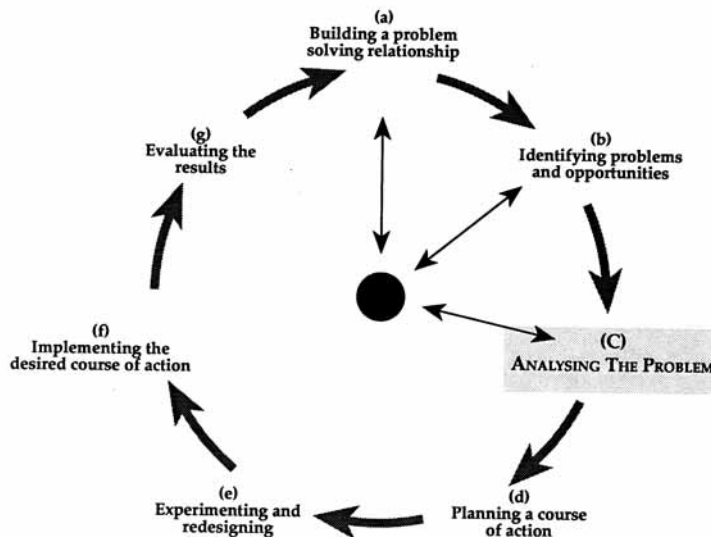 (a)
Building a problem
solving relationship
(b)
Identifying problems
and opportunities
(C)
ANALYSING THE PROBLEM
(d)
Planning a course
of action
(e)
Experimenting and
redesigning
(f)
Implementing the
desired course of action
(g)
Evaluating the
results